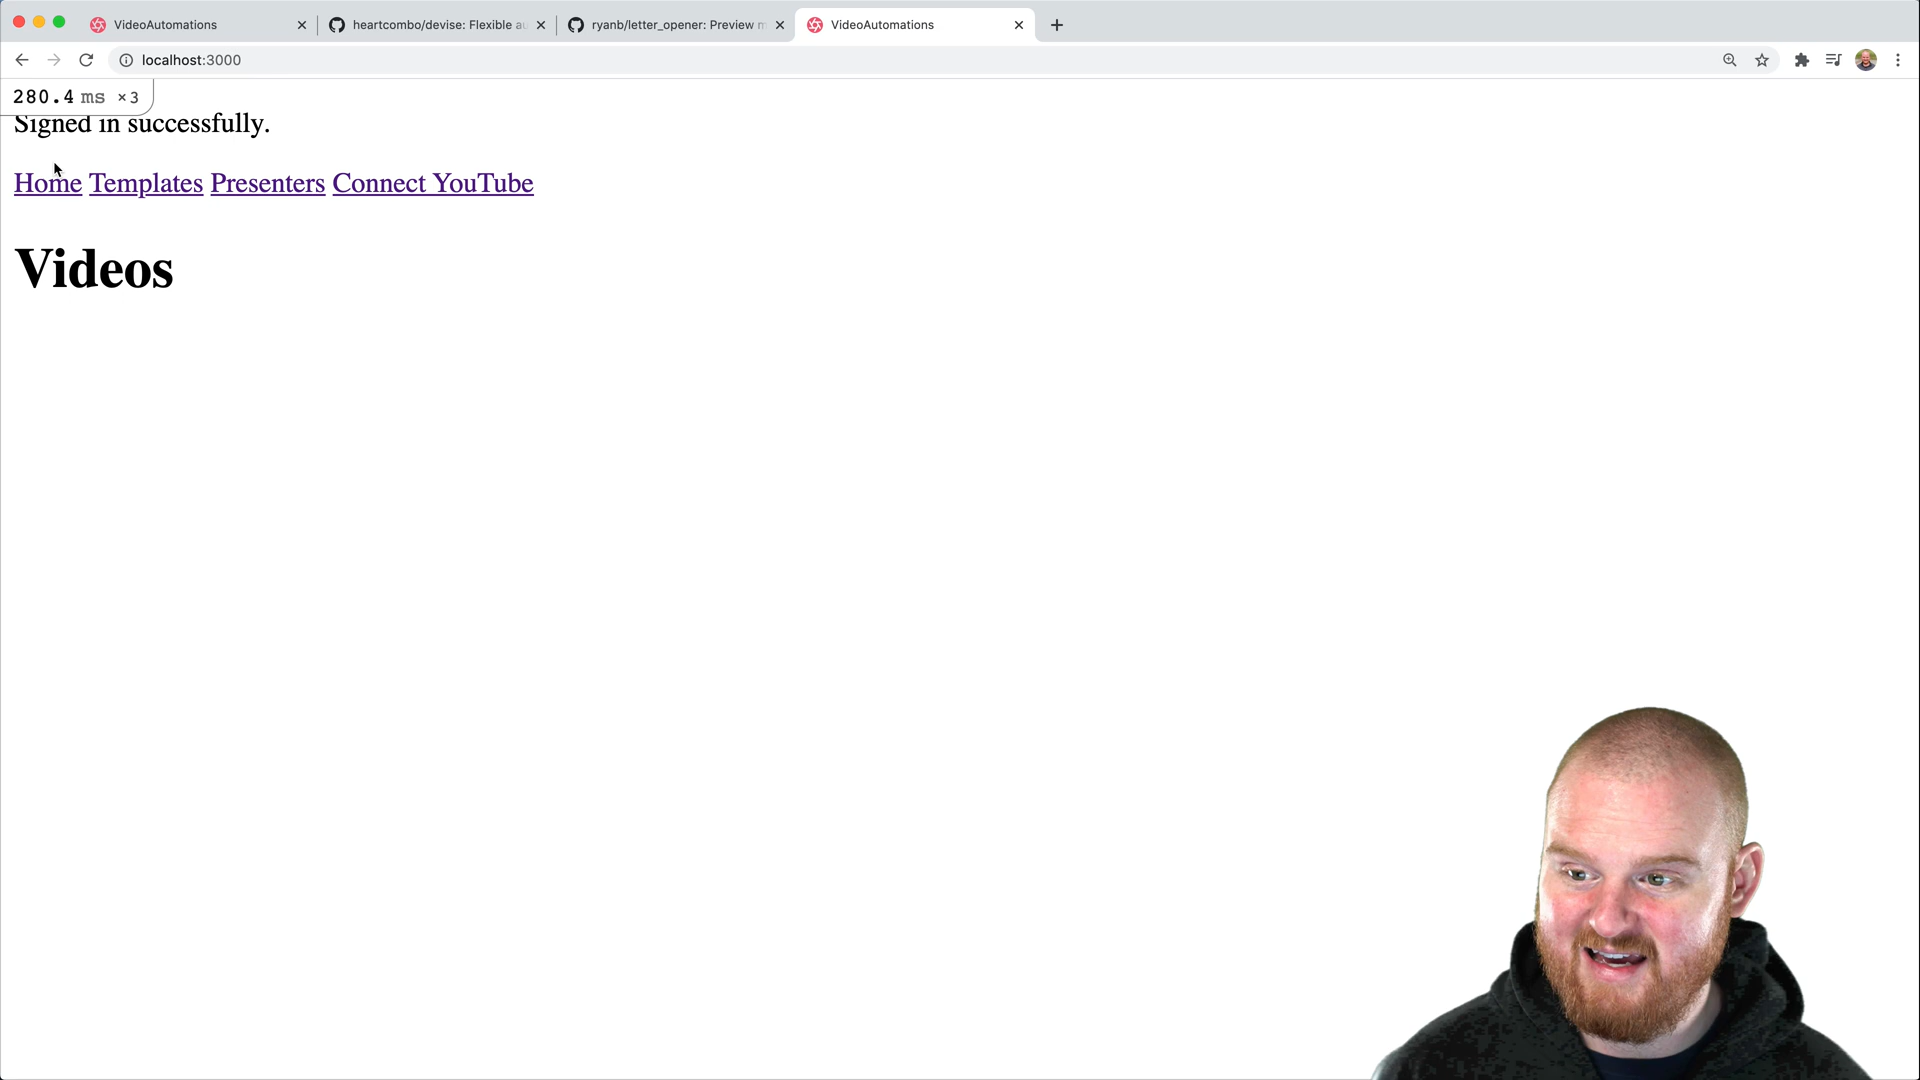 VideoAutomations
heartcombo/devise: Flexible au
ryanb/letter_opener: Preview m
VideoAutomations
localhost:3000
280.4 ms ×3
Signed in successfully.
Home Templates Presenters Connect YouTube
Videos